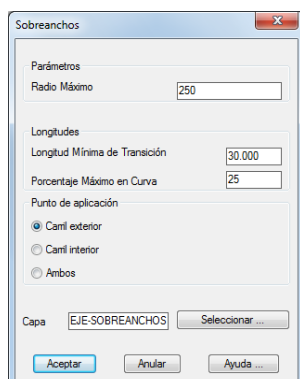 Sobreanchos
Parámetros
Radio Máximo 250
Longitudes
Longitud Mínima de Transición 30.000
Porcentaje Máximo en Curva 25
Punto de aplicación
Carril exterior
Carril interior
Ambos
Capa EJE-SOBREANCHOS Seleccionar ...
Aceptar Anular Ayuda ...